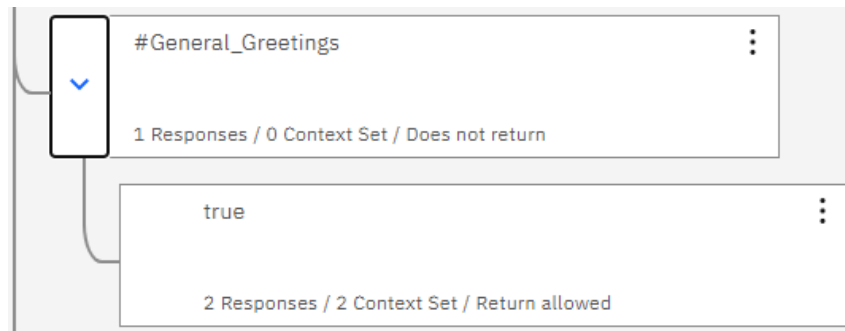 #General_Greetings
1 Responses / 0 Context Set / Does not return
true
2 Responses / 2 Context Set / Return allowed